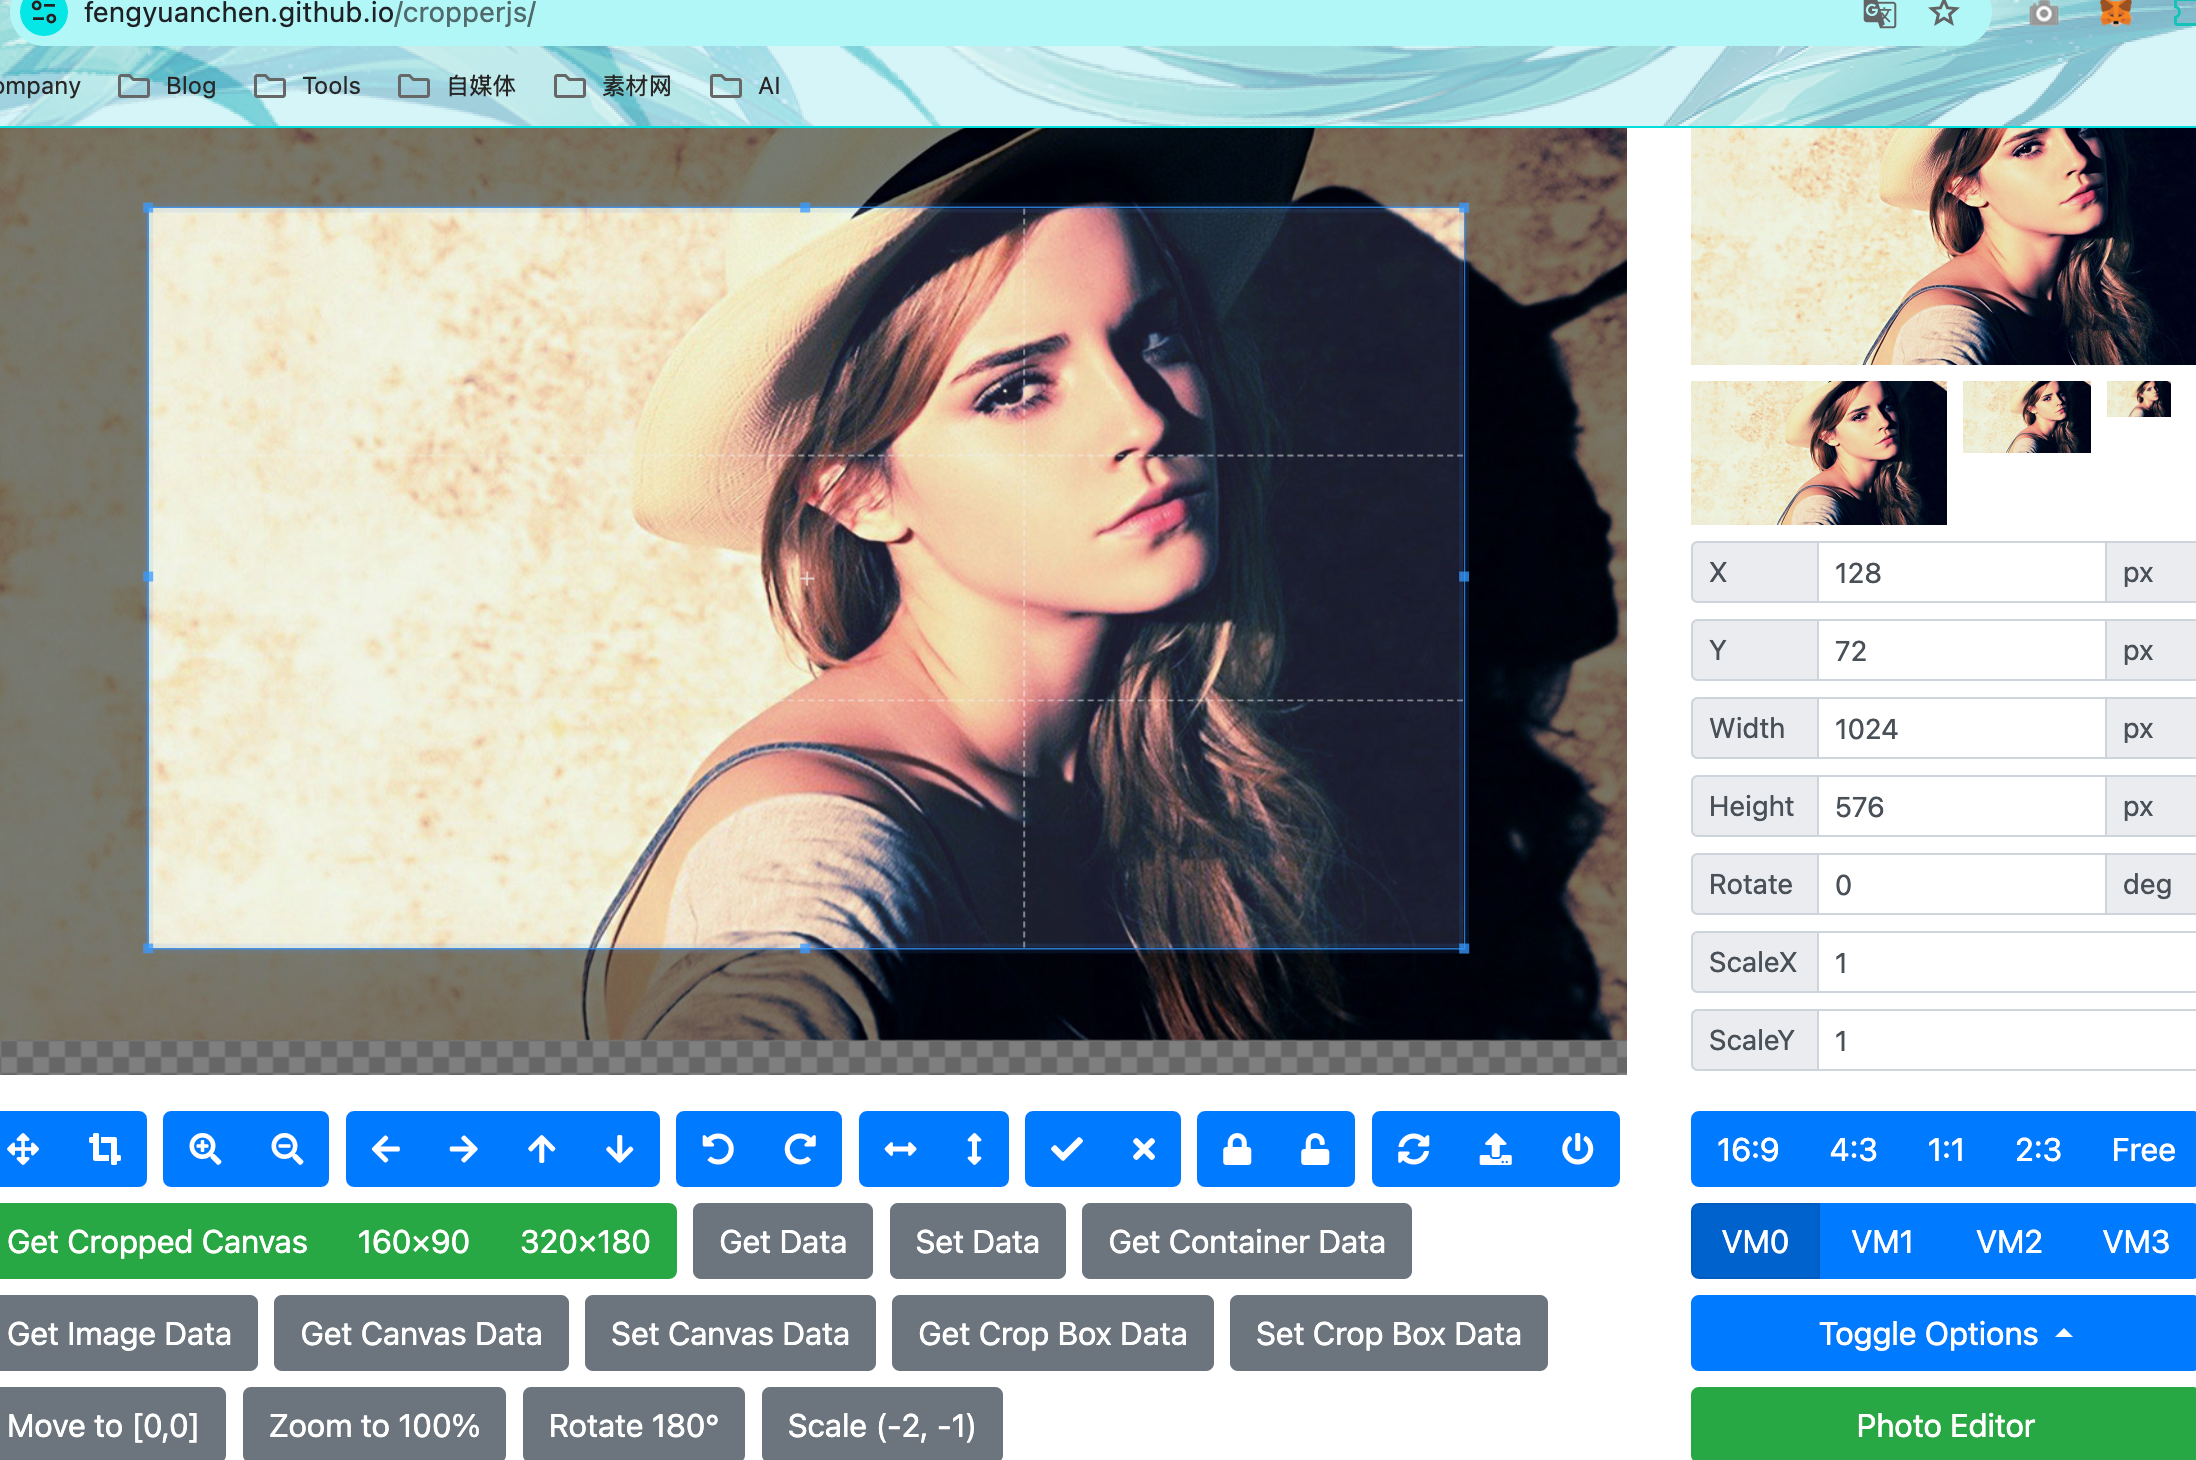 fengyuanchen.github.io/cropperjs/
ompany Blog Tools 自媒体 素材网 AI
X 128 px
Y 72 px
Width 1024 px
Height 576 px
Rotate 0 deg
ScaleX 1
ScaleY 1
16:9 4:3 1:1 2:3 Free
Get Cropped Canvas 160×90 320×180 Get Data Set Data Get Container Data
VM0 VM1 VM2 VM3
Get Image Data Get Canvas Data Set Canvas Data Get Crop Box Data Set Crop Box Data
Toggle Options
Move to [0,0] Zoom to 100% Rotate 180° Scale (-2, -1)
Photo Editor